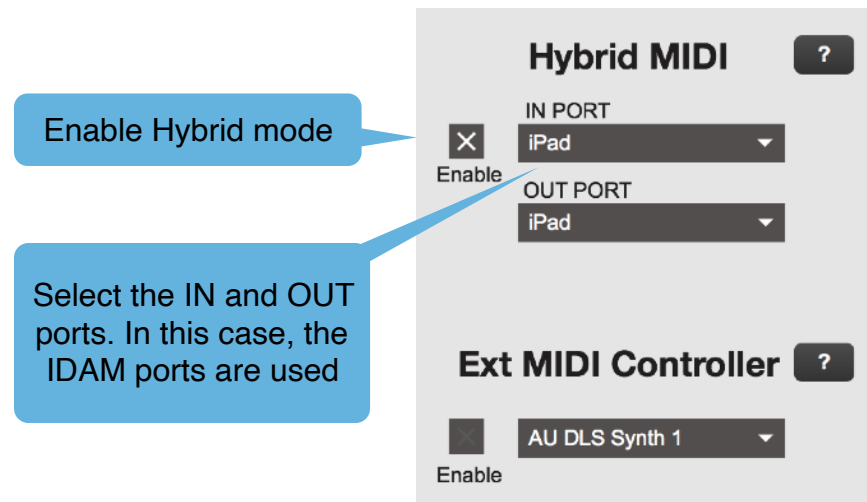 Hybrid MIDI
?
Enable Hybrid mode
IN PORT
iPad
Enable
OUT PORT
iPad
Select the IN and OUT
ports. In this case, the
IDAM ports are used
Ext MIDI Controller
?
AU DLS Synth 1
Enable